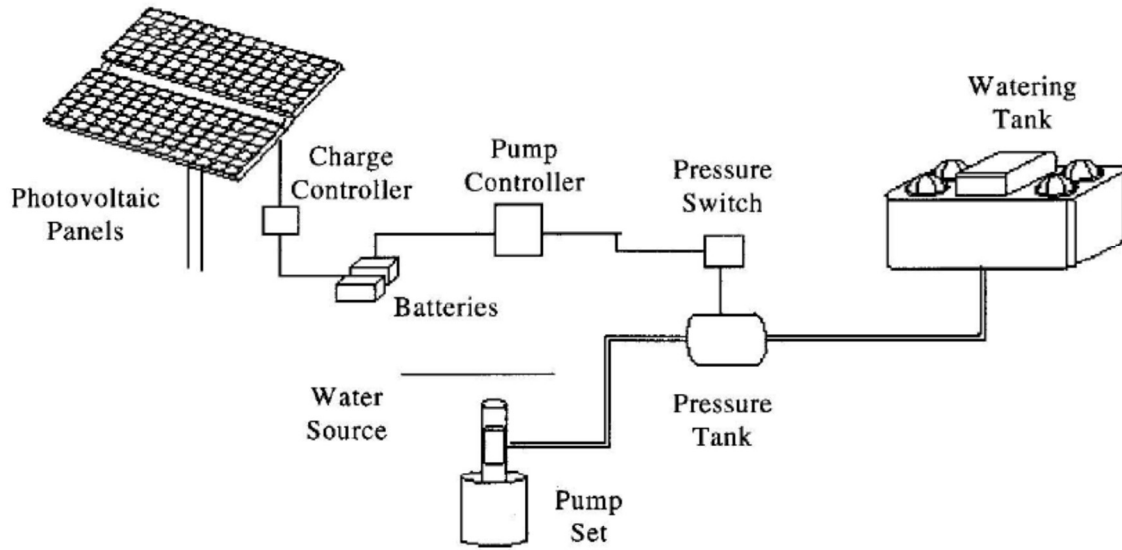 Photovoltaic
Panels
Charge
Controller
Pump
Controller
Batteries
Pressure
Switch
Watering
Tank
Water
Source
Pressure
Tank
Pump
Set